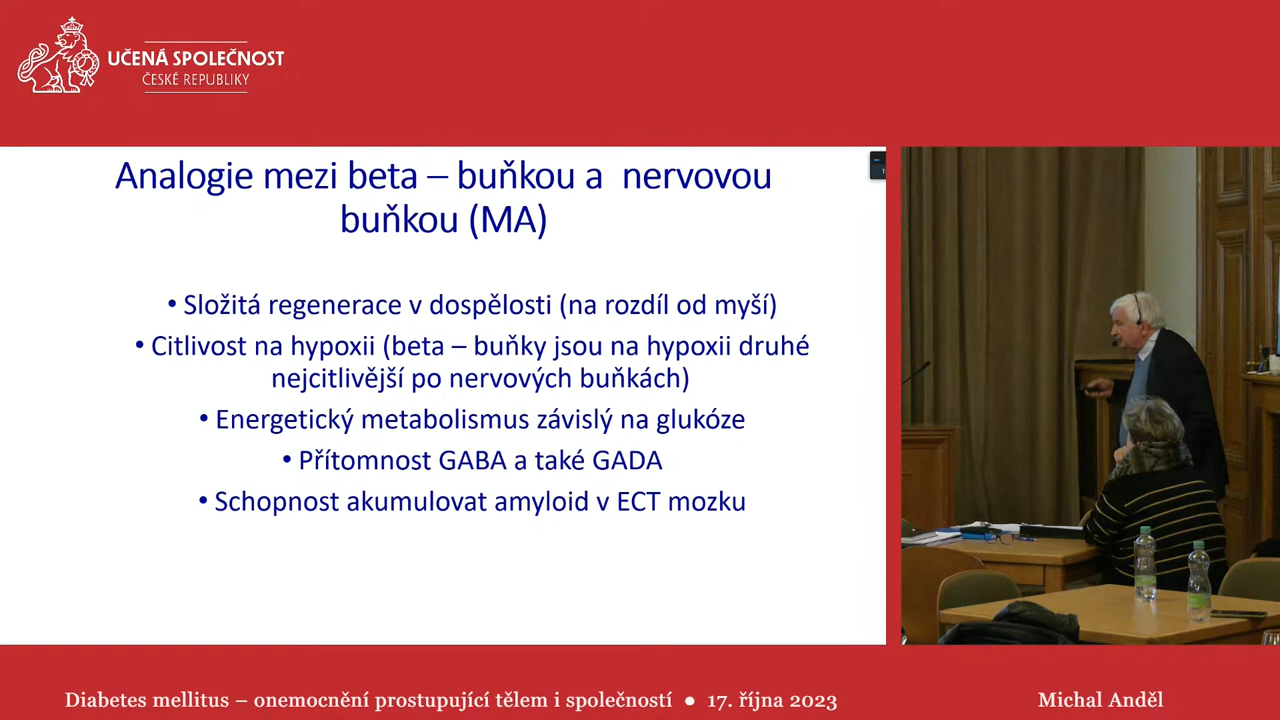 UČENÁ SPOLEČNOST
ČESKÉ REPUBLIKY
Analogie mezi beta – buňkou a nervovou
buňkou (MA)
• Složitá regenerace v dospělosti (na rozdíl od myší)
• Citlivost na hypoxii (beta – buňky jsou na hypoxii druhé
nejcitlivější po nervových buňkách)
• Energetický metabolismus závislý na glukóze
• Přítomnost GABA a také GADA
• Schopnost akumulovat amyloid v ECT mozku
Diabetes mellitus – onemocnění prostupující tělem i společností ● 17. října 2023
Michal Anděl